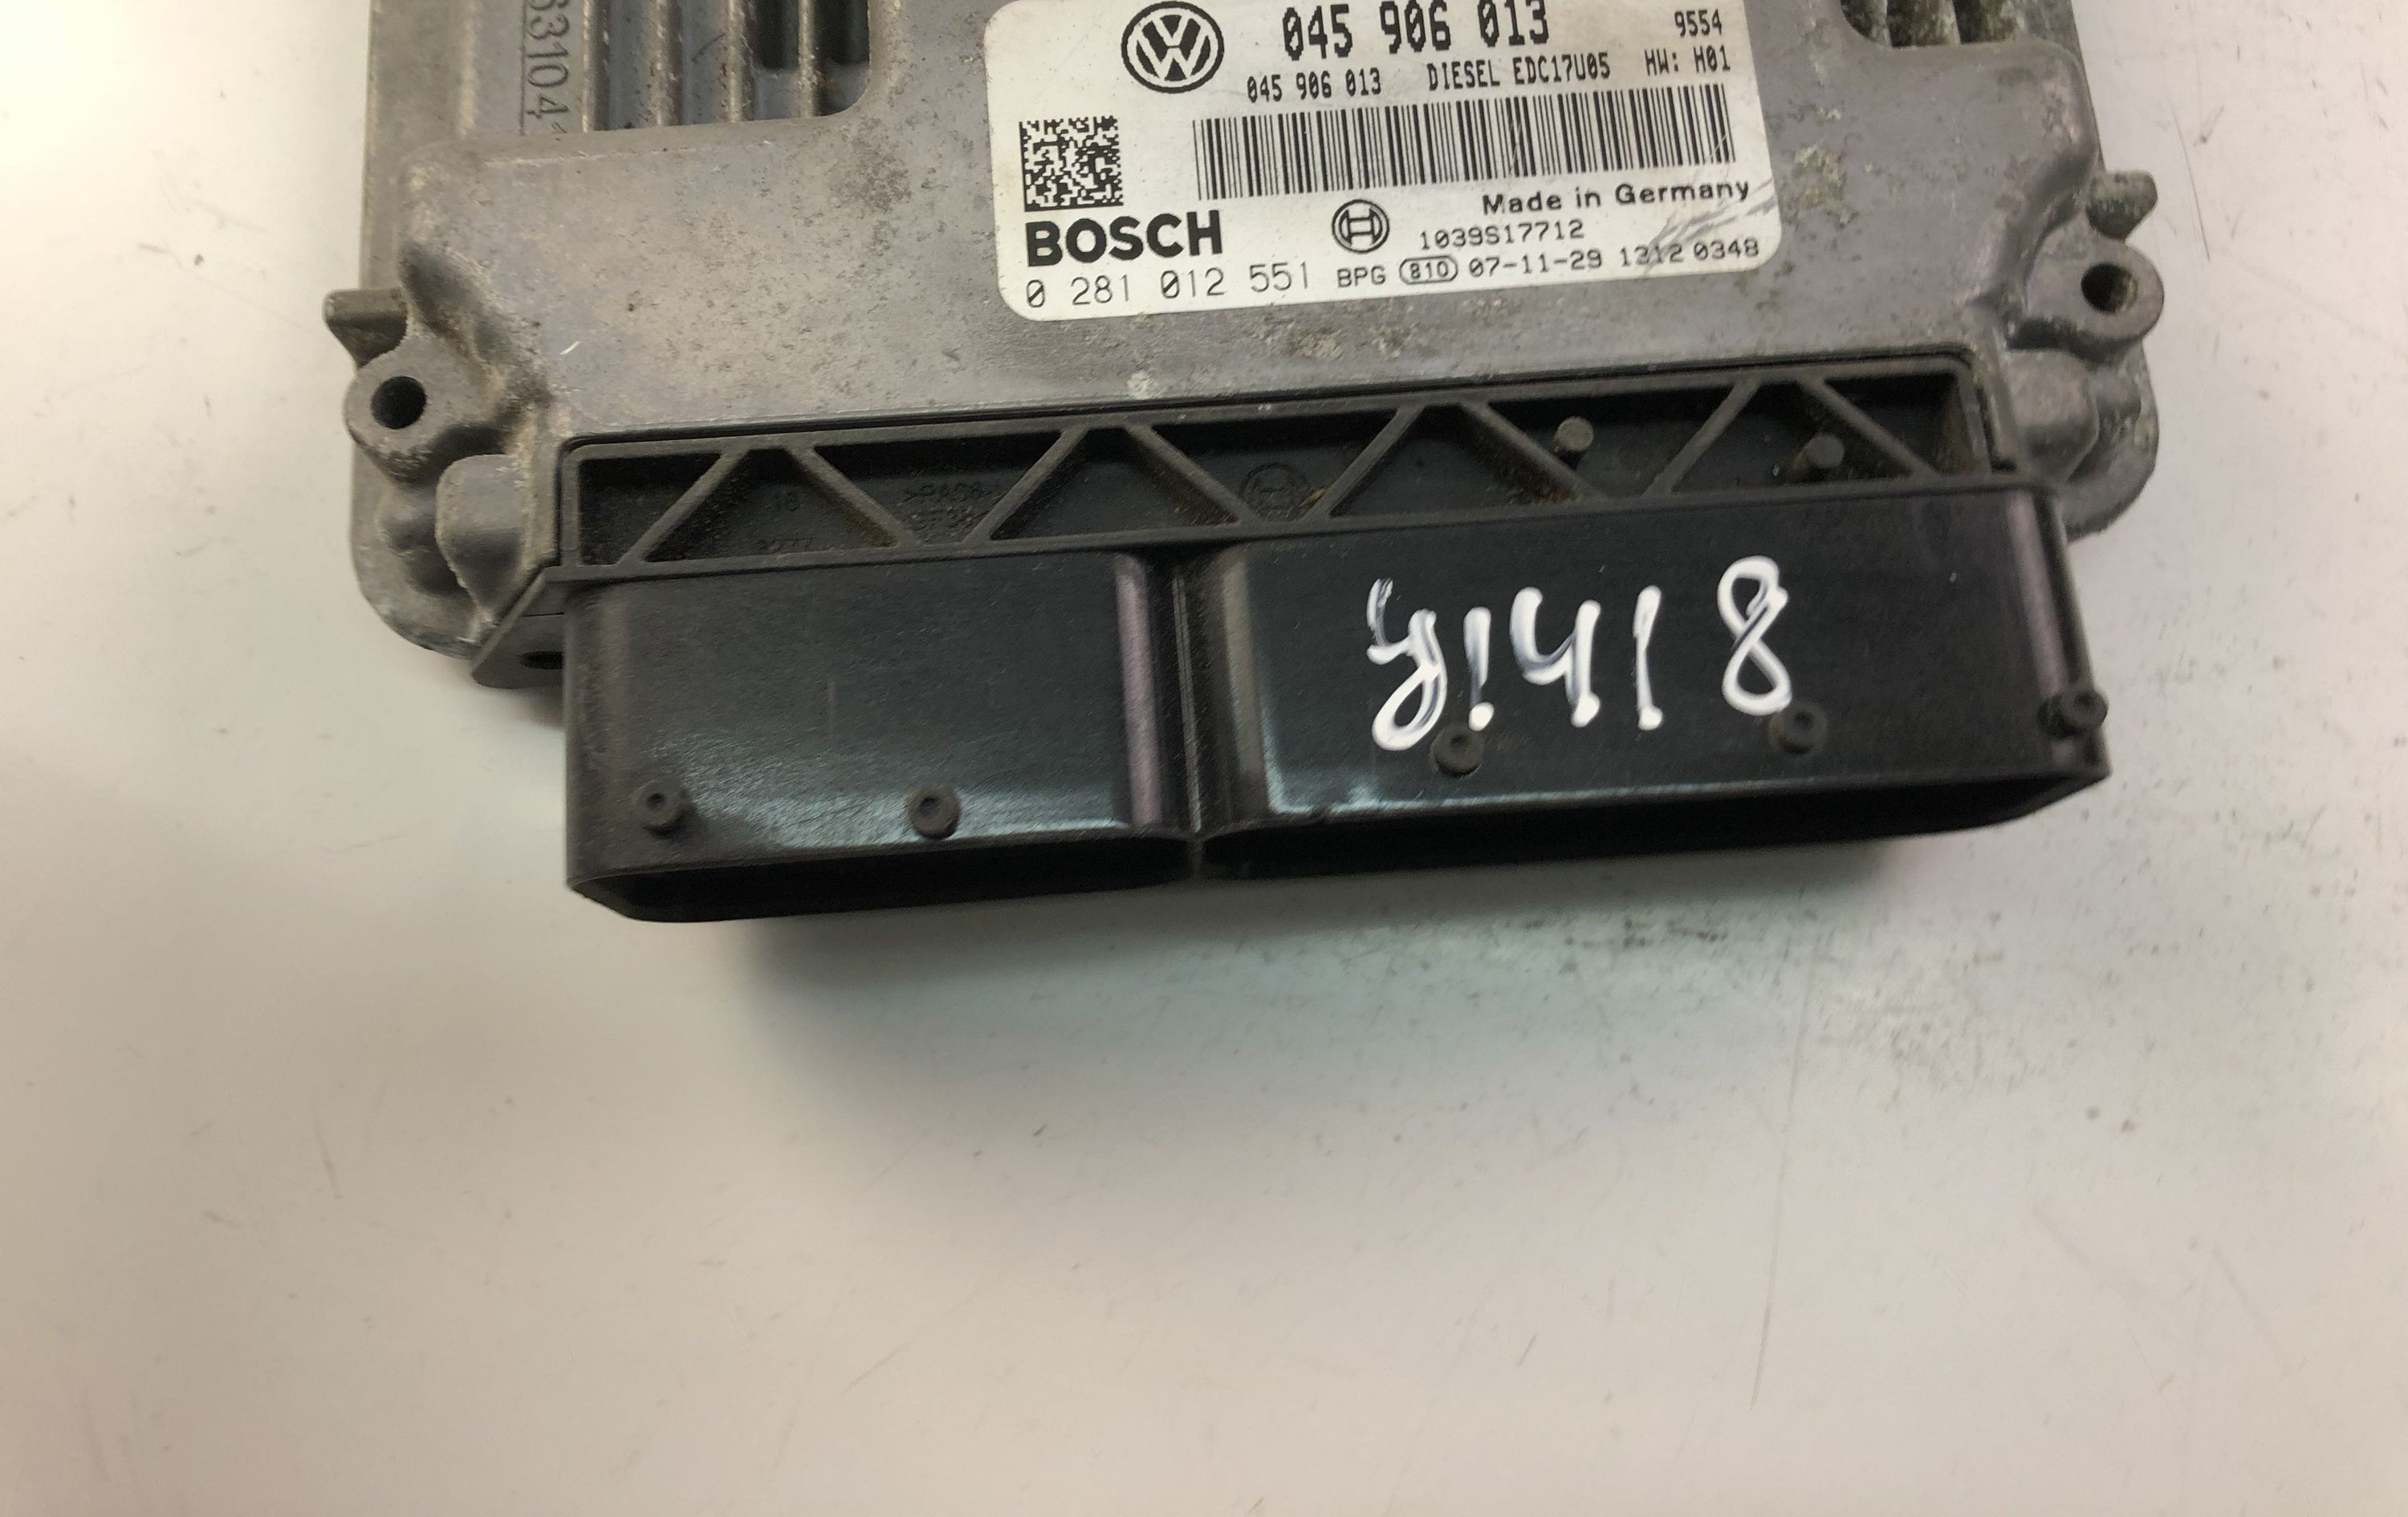 045 906 013 9554
045 906 013 DIESEL EDC17U05 HW: H01
Made in Germany
BOSCH 1039S17712
0 281 012 551 BPG 810 07-11-29 1312 0348